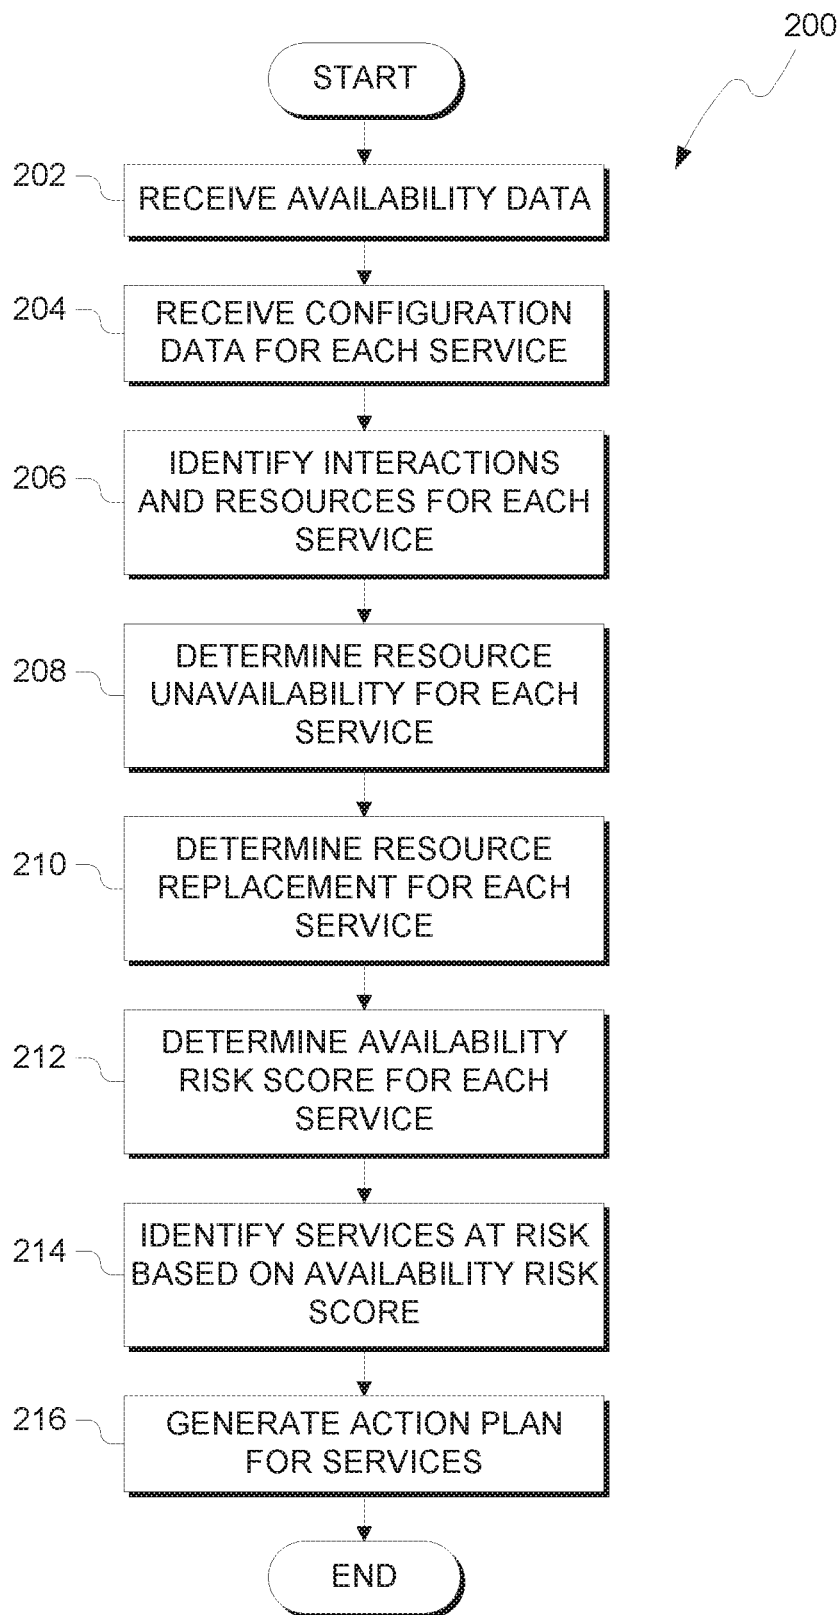 200
START
202
RECEIVE AVAILABILITY DATA
204
RECEIVE CONFIGURATION
DATA FOR EACH SERVICE
206
IDENTIFY INTERACTIONS
AND RESOURCES FOR EACH
SERVICE
208
DETERMINE RESOURCE
UNAVAILABILITY FOR EACH
SERVICE
210
DETERMINE RESOURCE
REPLACEMENT FOR EACH
SERVICE
212
DETERMINE AVAILABILITY
RISK SCORE FOR EACH
SERVICE
214
IDENTIFY SERVICES AT RISK
BASED ON AVAILABILITY RISK
SCORE
216
GENERATE ACTION PLAN
FOR SERVICES
END